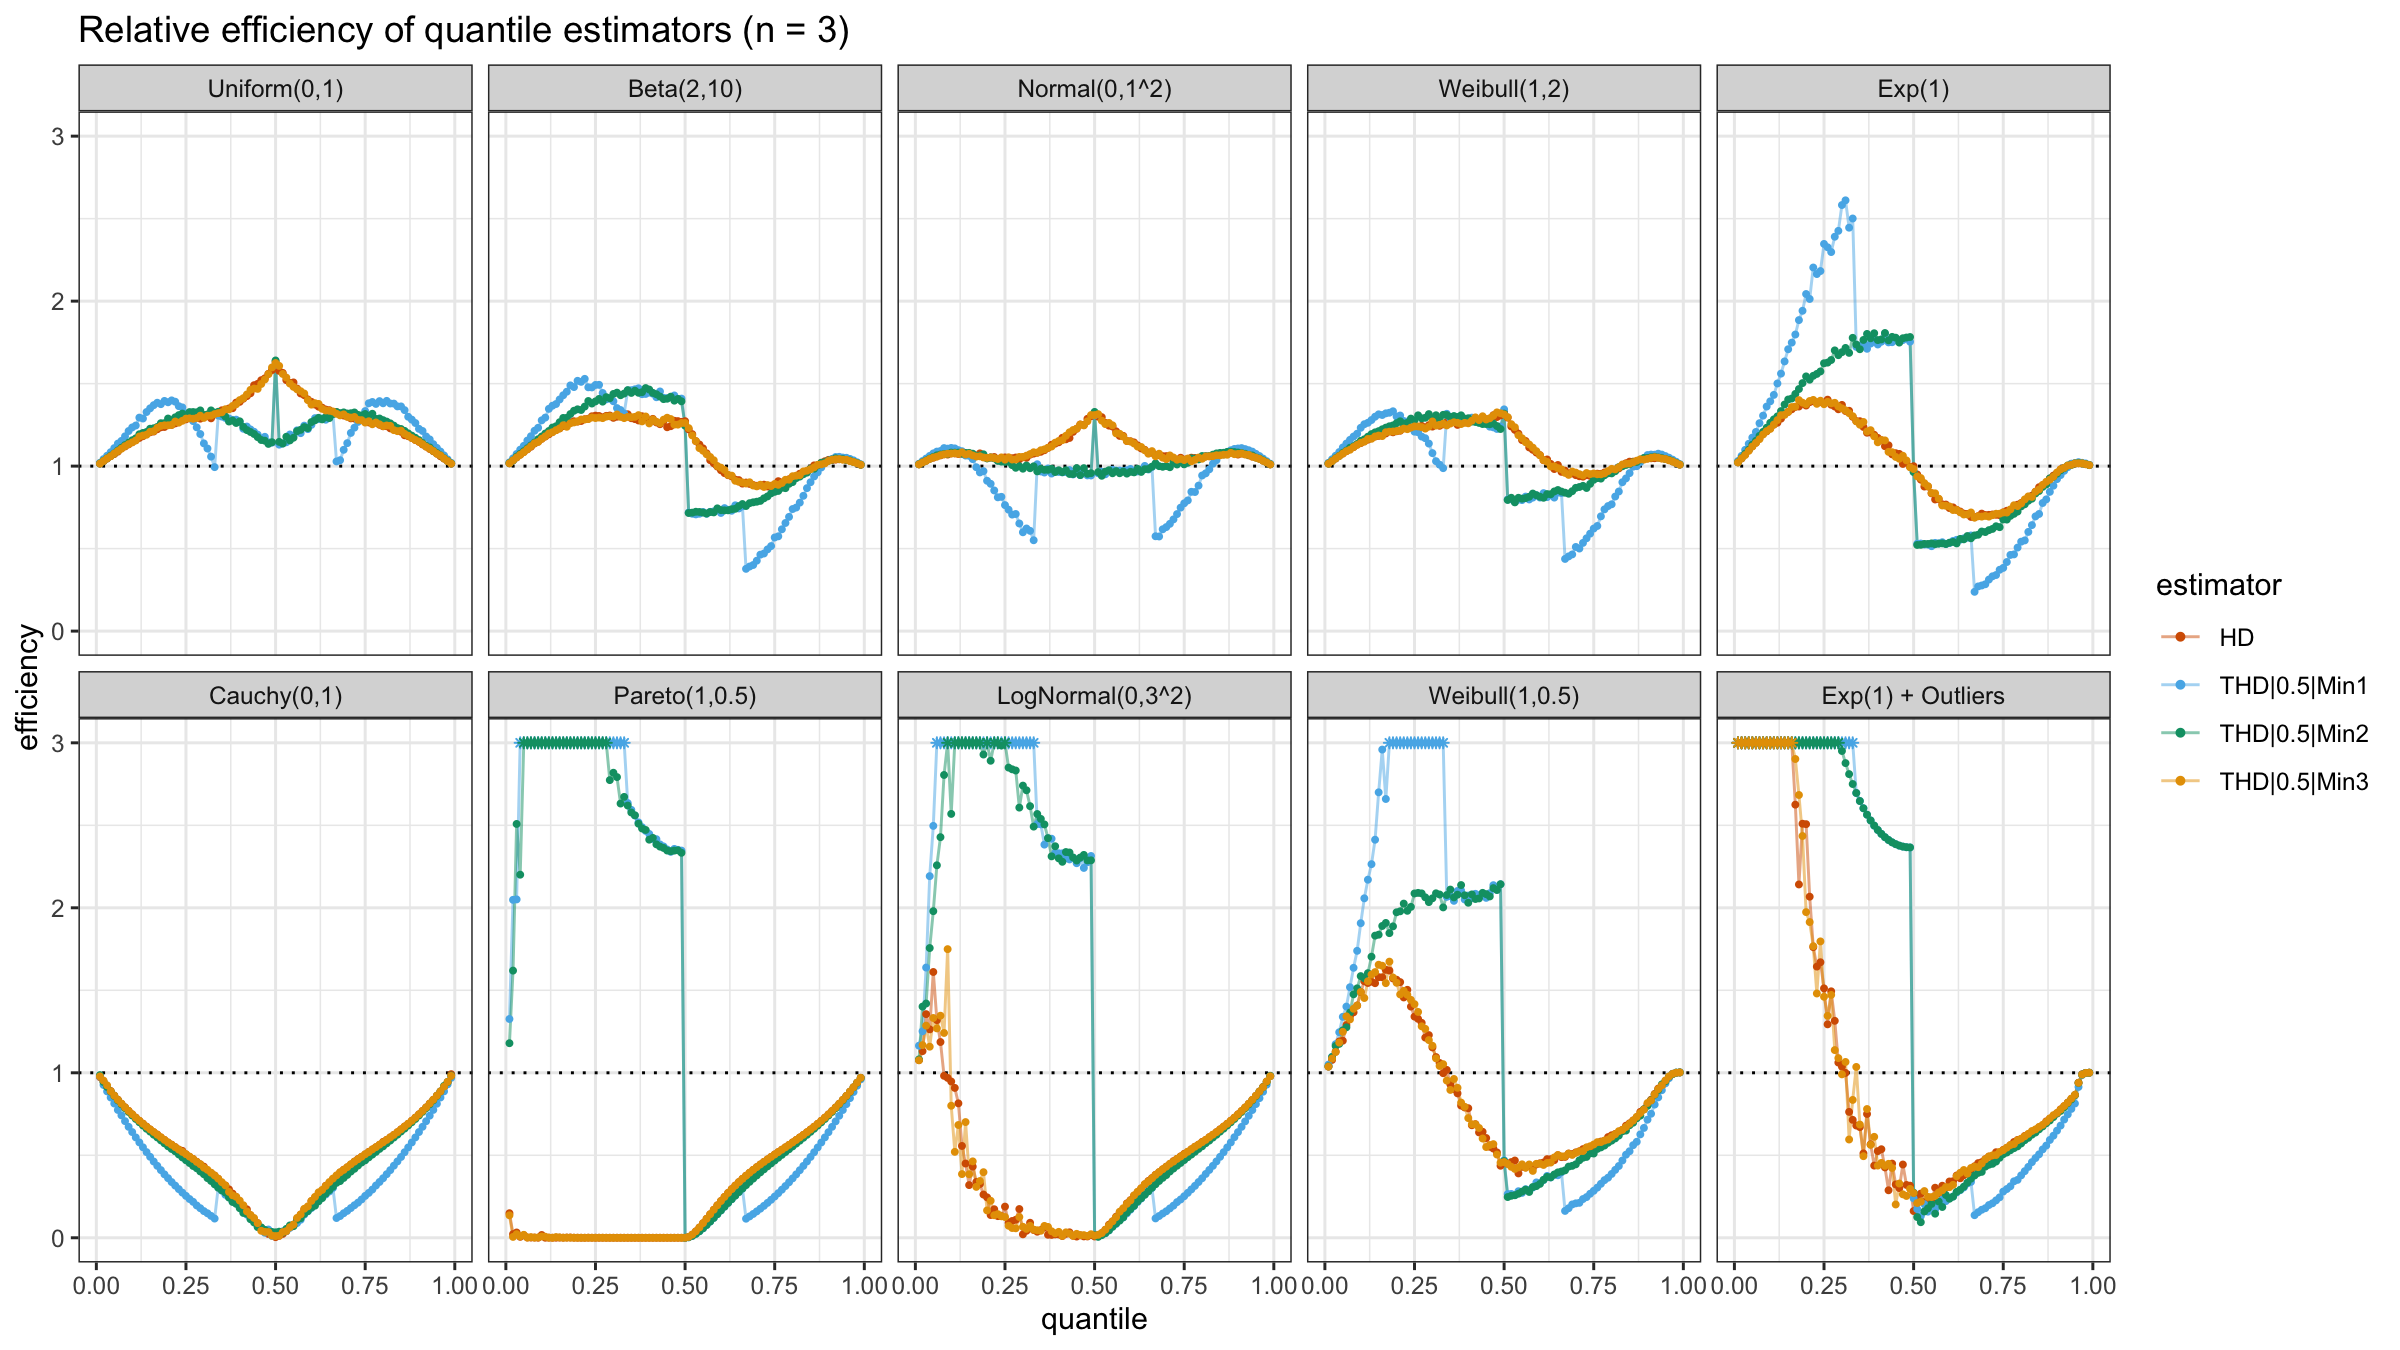 Relative efficiency of quantile estimators (n = 3)
Uniform(0,1)
Beta(2,10)
Normal(0,1^2)
Weibull(1,2)
Exp(1)
3
2
1
0
efficiency
Cauchy(0,1)
Pareto(1,0.5)
LogNormal(0,3^2)
Weibull(1,0.5)
Exp(1) + Outliers
3
2
1
0
0.00 0.25 0.50 0.75 1.00
0.00 0.25 0.50 0.75 1.00
0.00 0.25 0.50 0.75 1.00
0.00 0.25 0.50 0.75 1.00
0.00 0.25 0.50 0.75 1.00
quantile
estimator
HD
THD|0.5|Min1
THD|0.5|Min2
THD|0.5|Min3